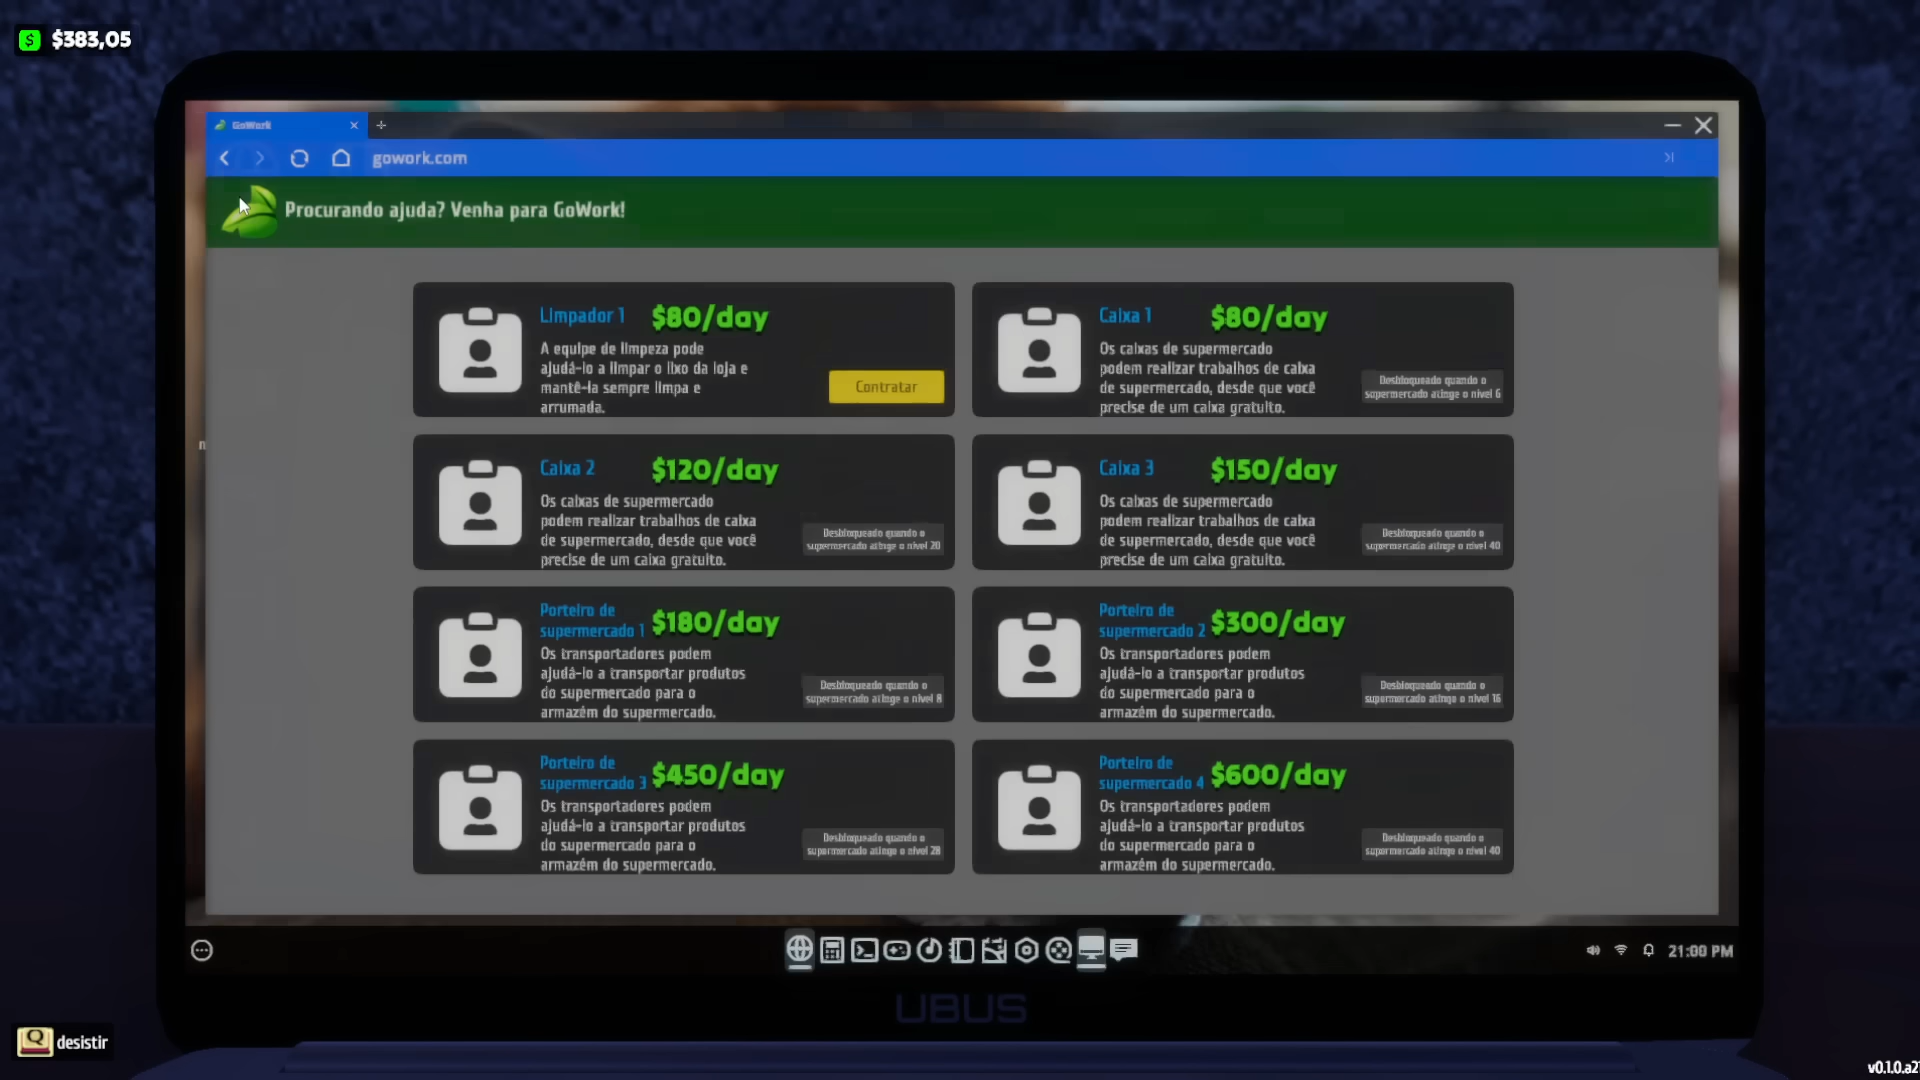 $383,05
GoWork
gowork.com
Procurando ajuda? Venha para GoWork!
Limpador 1 $80/day
A equipe de limpeza pode
ajudá-lo a limpar o lixo da loja e
mantê-la sempre limpa e
arrumada.
Contratar
Caixa 1 $80/day
Os caixas de supermercado
podem realizar trabalhos de caixa
de supermercado, desde que você
precise de um caixa gratuito.
Desbloqueado quando o
supermercado atinge o nível 6
Caixa 2 $120/day
Os caixas de supermercado
podem realizar trabalhos de caixa
de supermercado, desde que você
precise de um caixa gratuito.
Desbloqueado quando o
supermercado atinge o nível 20
Caixa 3 $150/day
Os caixas de supermercado
podem realizar trabalhos de caixa
de supermercado, desde que você
precise de um caixa gratuito.
Desbloqueado quando o
supermercado atinge o nível 40
Porteiro de
supermercado 1 $180/day
Os transportadores podem
ajudá-lo a transportar produtos
do supermercado para o
armazém do supermercado.
Desbloqueado quando o
supermercado atinge o nível 8
Porteiro de
supermercado 2 $300/day
Os transportadores podem
ajudá-lo a transportar produtos
do supermercado para o
armazém do supermercado.
Desbloqueado quando o
supermercado atinge o nível 16
Porteiro de
supermercado 3 $450/day
Os transportadores podem
ajudá-lo a transportar produtos
do supermercado para o
armazém do supermercado.
Desbloqueado quando o
supermercado atinge o nível 28
Porteiro de
supermercado 4 $600/day
Os transportadores podem
ajudá-lo a transportar produtos
do supermercado para o
armazém do supermercado.
Desbloqueado quando o
supermercado atinge o nível 40
21:00 PM
UBUS
Q desistir
v0.1.0.a2